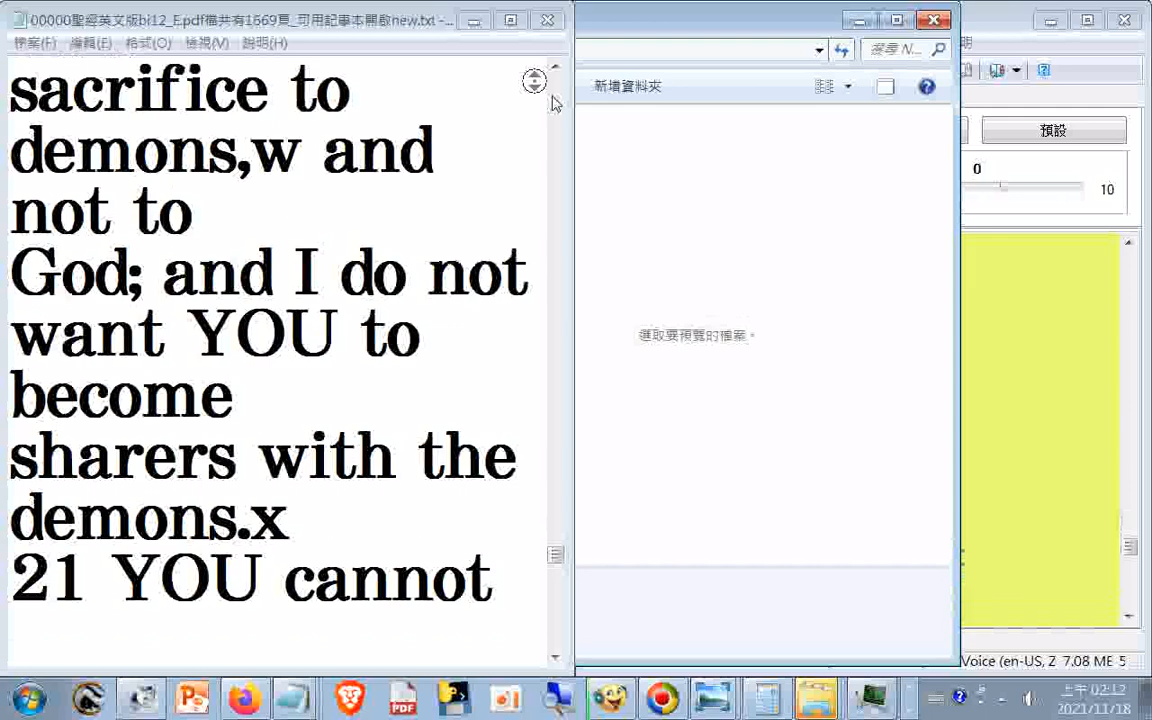 00000聖經英文版bi12_E.pdf檔共有1669頁_可用記事本開啟new.txt -...
檔案(F) 編輯(E) 格式(O) 檢視(V) 說明(H)
sacrifice to
demons,w and
not to
God; and I do not
want YOU to
become
sharers with the
demons.x
21 YOU cannot
搜尋 N...
新增資料夾
選取要預覽的檔案。
明
預設
0
10
Voice (en-US, Z 7.08 ME 5
PDF
上午 02:12
2021/11/18